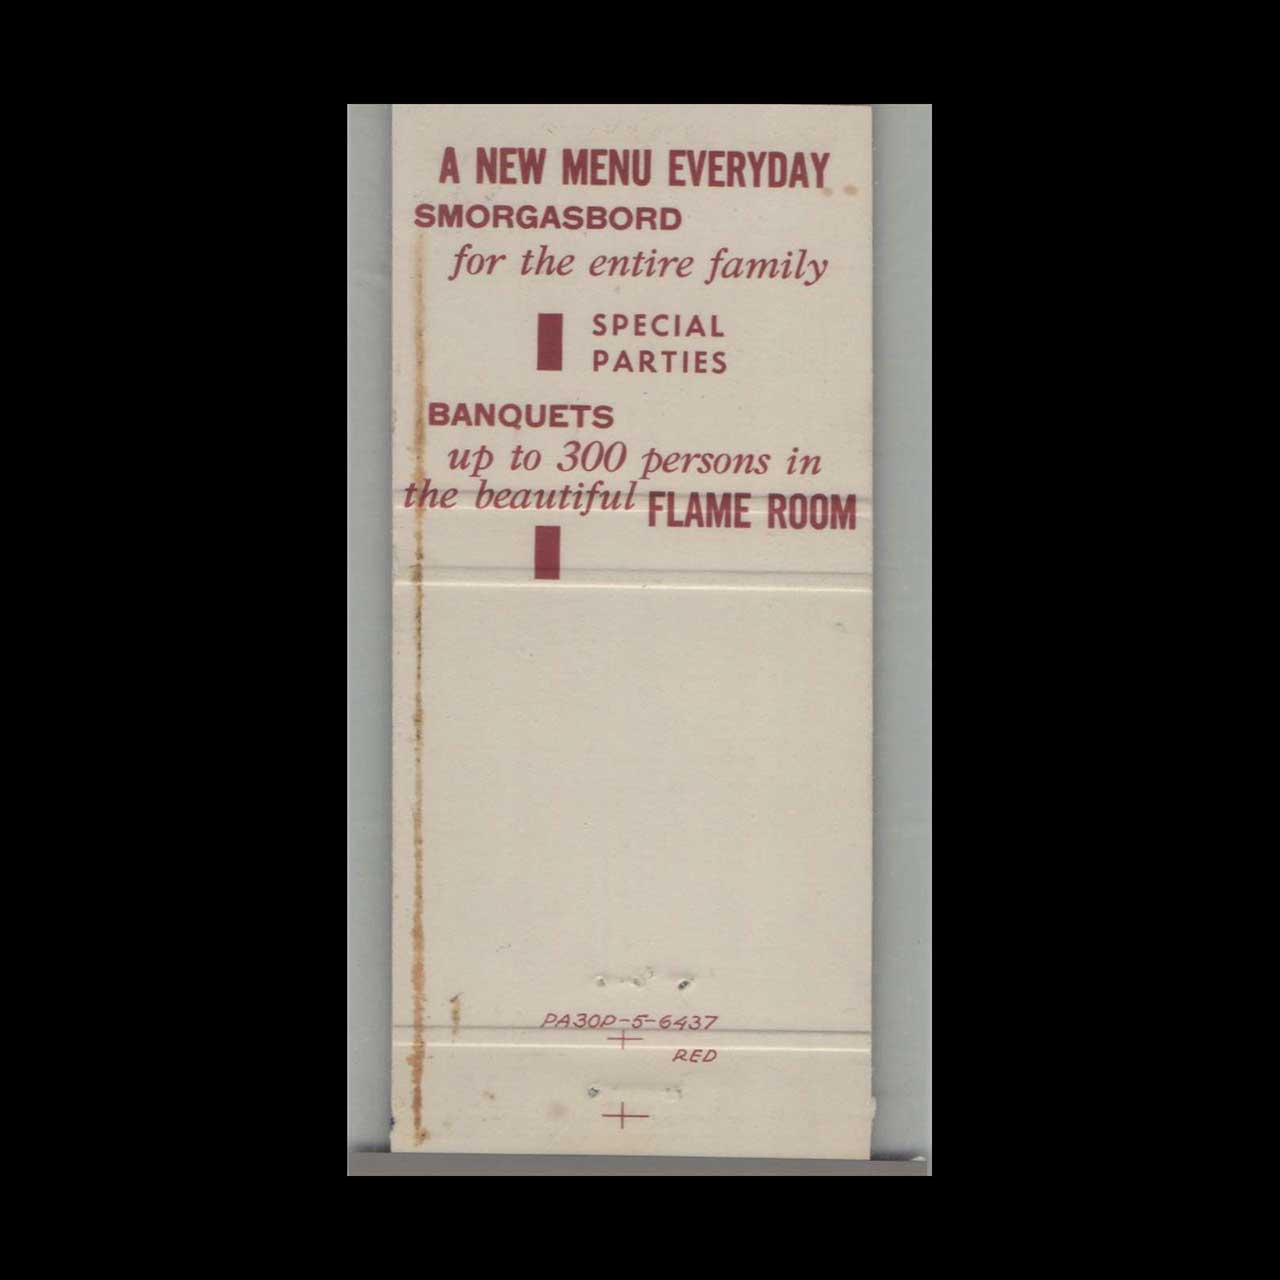 A NEW MENU EVERYDAY
SMORGASBORD
for the entire family
SPECIAL
PARTIES
BANQUETS
up to 300 persons in
the beautiful FLAME ROOM
PA30P-5-6437
RED